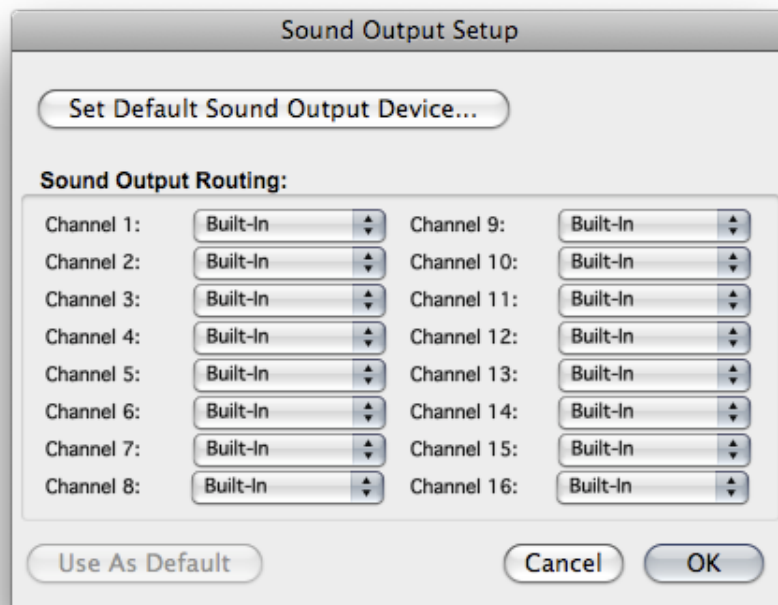 Sound Output Setup
Set Default Sound Output Device...
Sound Output Routing:
Channel 1: Built-In Channel 9: Built-In
Channel 2: Built-In Channel 10: Built-In
Channel 3: Built-In Channel 11: Built-In
Channel 4: Built-In Channel 12: Built-In
Channel 5: Built-In Channel 13: Built-In
Channel 6: Built-In Channel 14: Built-In
Channel 7: Built-In Channel 15: Built-In
Channel 8: Built-In Channel 16: Built-In
Use As Default Cancel OK